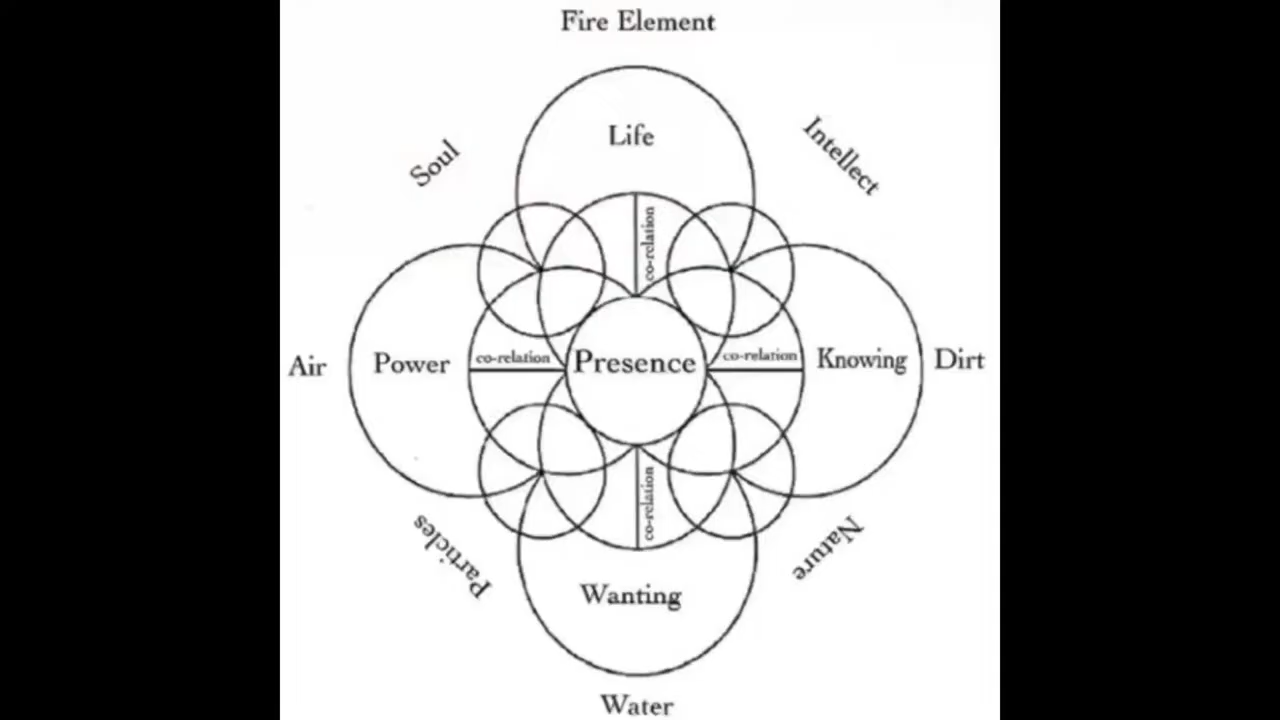 Fire Element
Life
Soul
Intellect
co-relation
Air
Power
co-relation
Presence
co-relation
Knowing
Dirt
co-relation
Particles
Nature
Wanting
Water